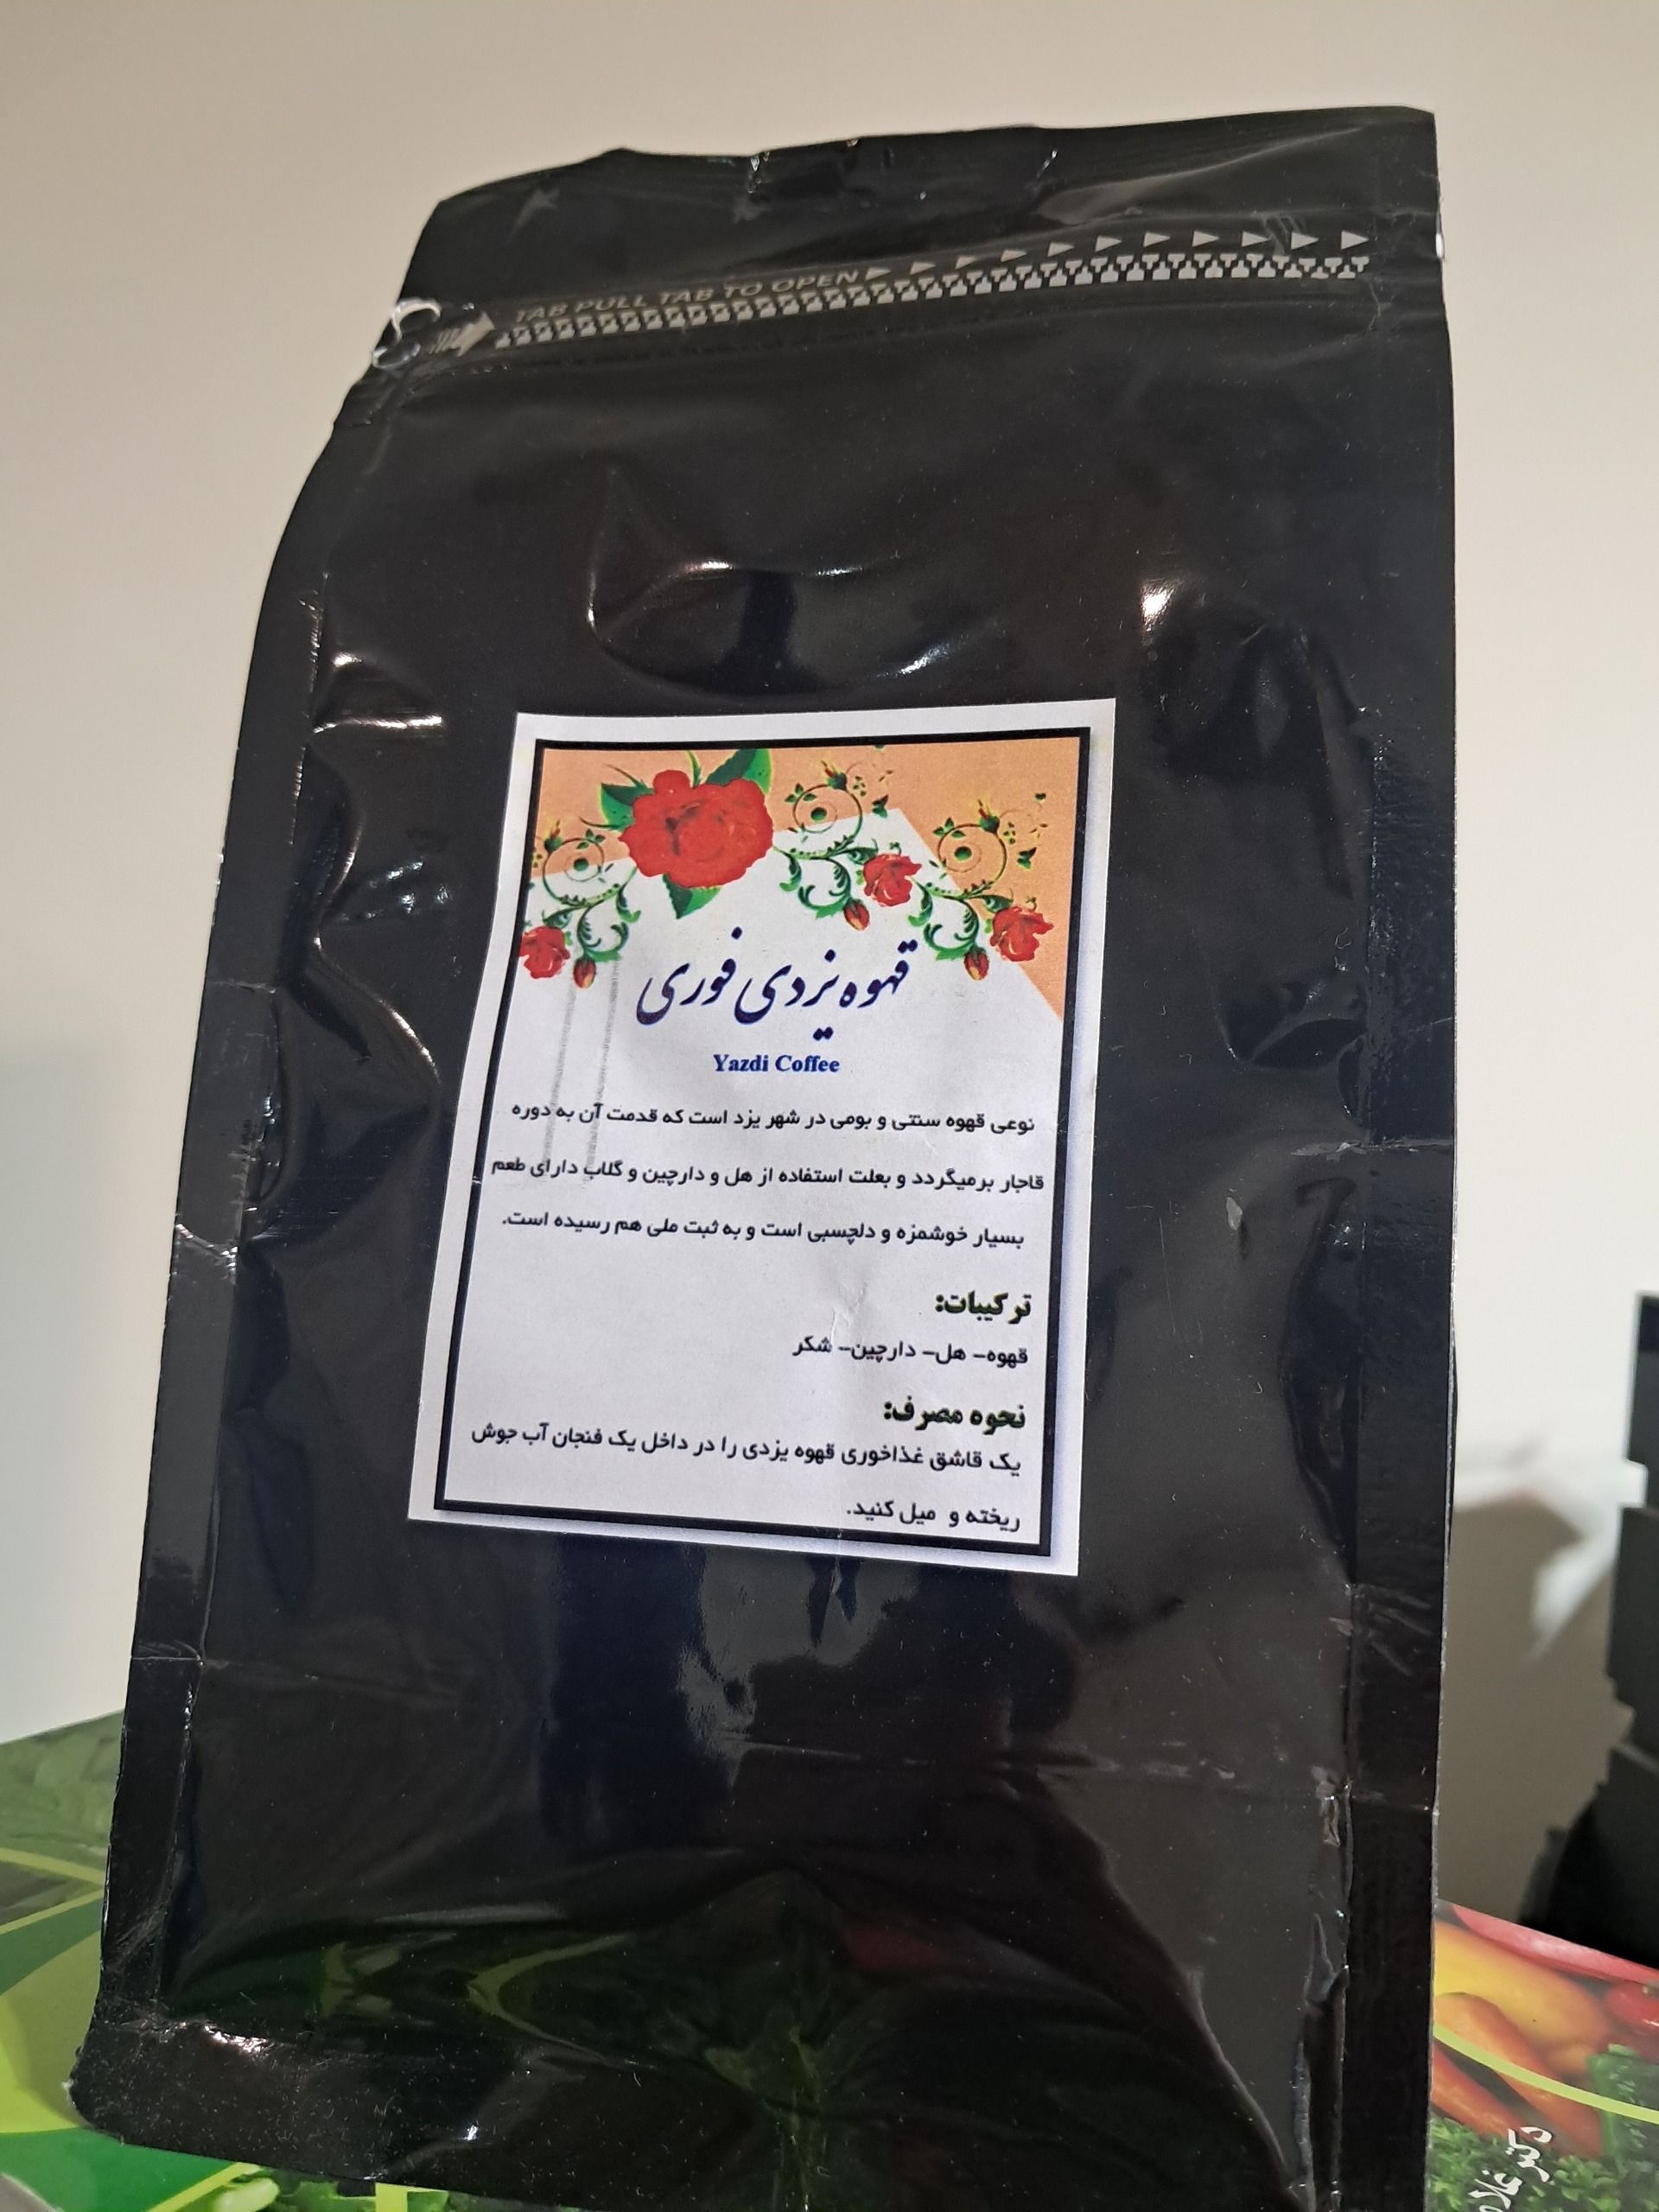 TAB PULL TAB TO OPEN
قهوه یزدی فوری
Yazdi Coffee
نوعی قهوه سنتی و بومی در شهر یزد است که قدمت آن به دوره
قاجار برمیگردد و بعلت استفاده از هل و دارچین و گلاب دارای طعم
بسیار خوشمزه و دلچسبی است و به ثبت ملی هم رسیده است.
ترکیبات:
قهوه- هل- دارچین- شکر
نحوه مصرف:
یک قاشق غذاخوری قهوه یزدی را در داخل یک فنجان آب جوش
ریخته و میل کنید.
دکتر